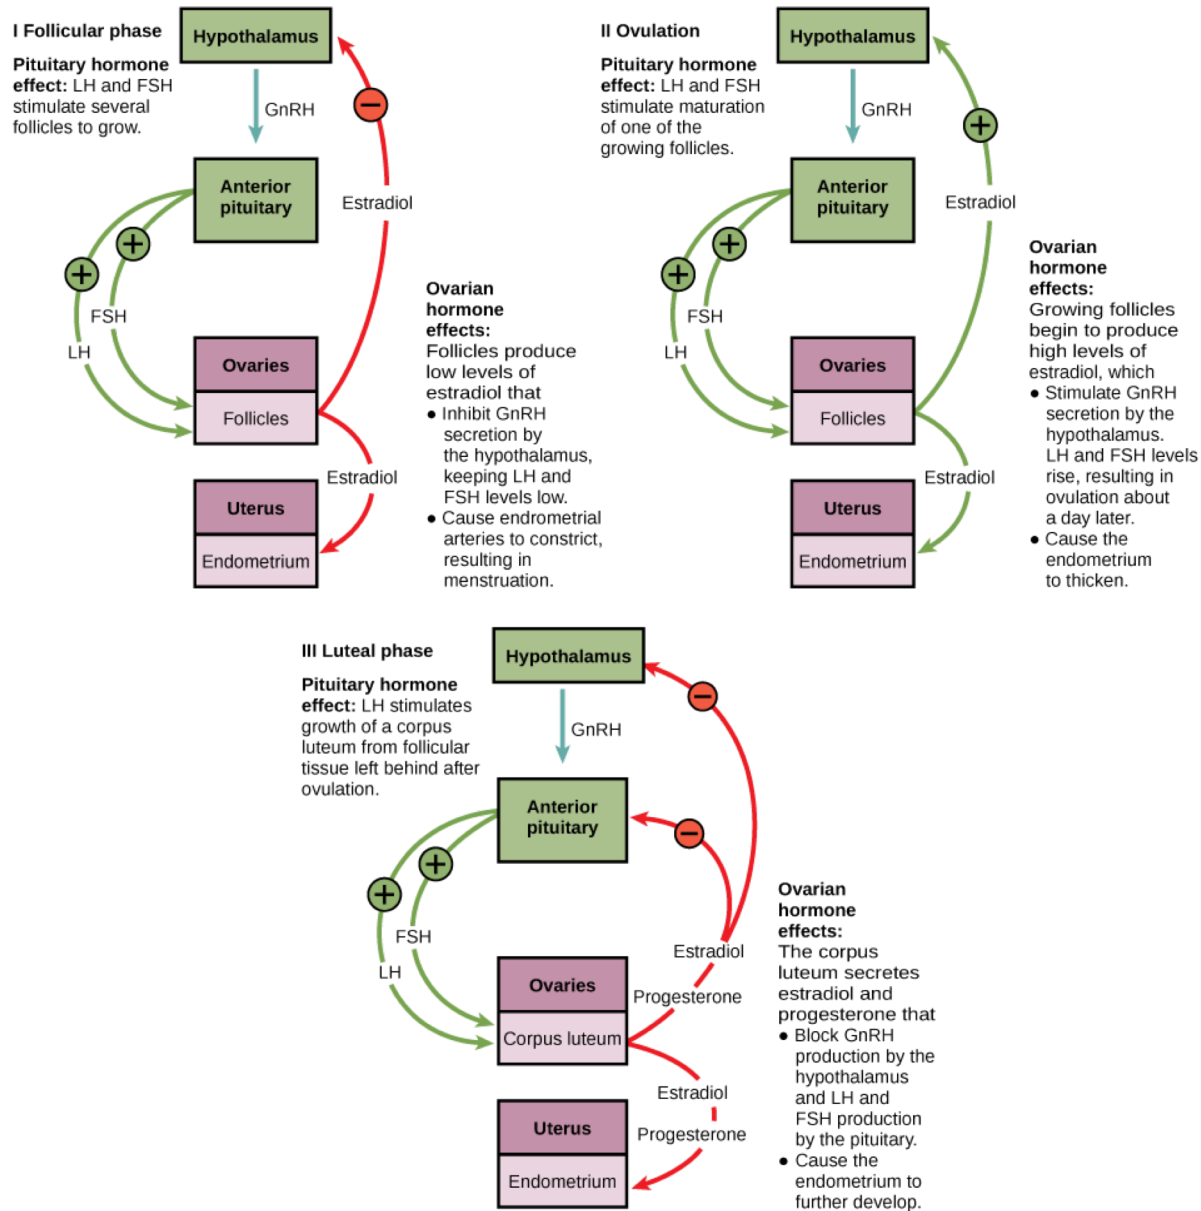 I Follicular phase
Pituitary hormone
effect: LH and FSH
stimulate several
follicles to grow.
Hypothalamus
GnRH
Estradiol
Anterior
pituitary
FSH
LH
Ovaries
Follicles
Estradiol
Uterus
Endometrium
Ovarian
hormone
effects:
Follicles produce
low levels of
estradiol that
● Inhibit GnRH
secretion by
the hypothalamus,
keeping LH and
FSH levels low.
● Cause endrometrial
arteries to constrict,
resulting in
menstruation.
II Ovulation
Pituitary hormone
effect: LH and FSH
stimulate maturation
of one of the
growing follicles.
Hypothalamus
GnRH
Estradiol
Anterior
pituitary
FSH
LH
Ovaries
Follicles
Estradiol
Uterus
Endometrium
Ovarian
hormone
effects:
Growing follicles
begin to produce
high levels of
estradiol, which
● Stimulate GnRH
secretion by the
hypothalamus.
LH and FSH levels
rise, resulting in
ovulation about
a day later.
● Cause the
endometrium
to thicken.
III Luteal phase
Pituitary hormone
effect: LH stimulates
growth of a corpus
luteum from follicular
tissue left behind after
ovulation.
Hypothalamus
GnRH
Anterior
pituitary
FSH
LH
Estradiol
Progesterone
Ovaries
Corpus luteum
Estradiol
Progesterone
Uterus
Endometrium
Ovarian
hormone
effects:
The corpus
luteum secretes
estradiol and
progesterone that
● Block GnRH
production by the
hypothalamus
and LH and
FSH production
by the pituitary.
● Cause the
endometrium to
further develop.